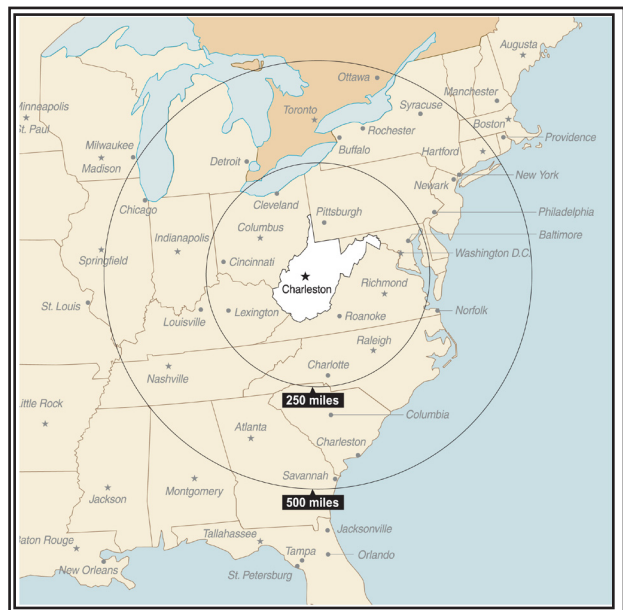 Augusta
Ottawa
Manchester
Minneapolis
St. Paul
Toronto
Syracuse
Boston
Rochester
Providence
Milwaukee
Madison
Detroit
Buffalo
Hartford
New York
Newark
Chicago
Cleveland
Pittsburgh
Philadelphia
Columbus
Baltimore
Indianapolis
Springfield
Cincinnati
Washington D.C.
Charleston
Richmond
St. Louis
Louisville
Lexington
Roanoke
Norfolk
Raleigh
Nashville
Charlotte
250 miles
Little Rock
Columbia
Atlanta
Charleston
Savannah
Jackson
Montgomery
500 miles
Jacksonville
Tallahassee
Baton Rouge
Tampa
Orlando
New Orleans
St. Petersburg